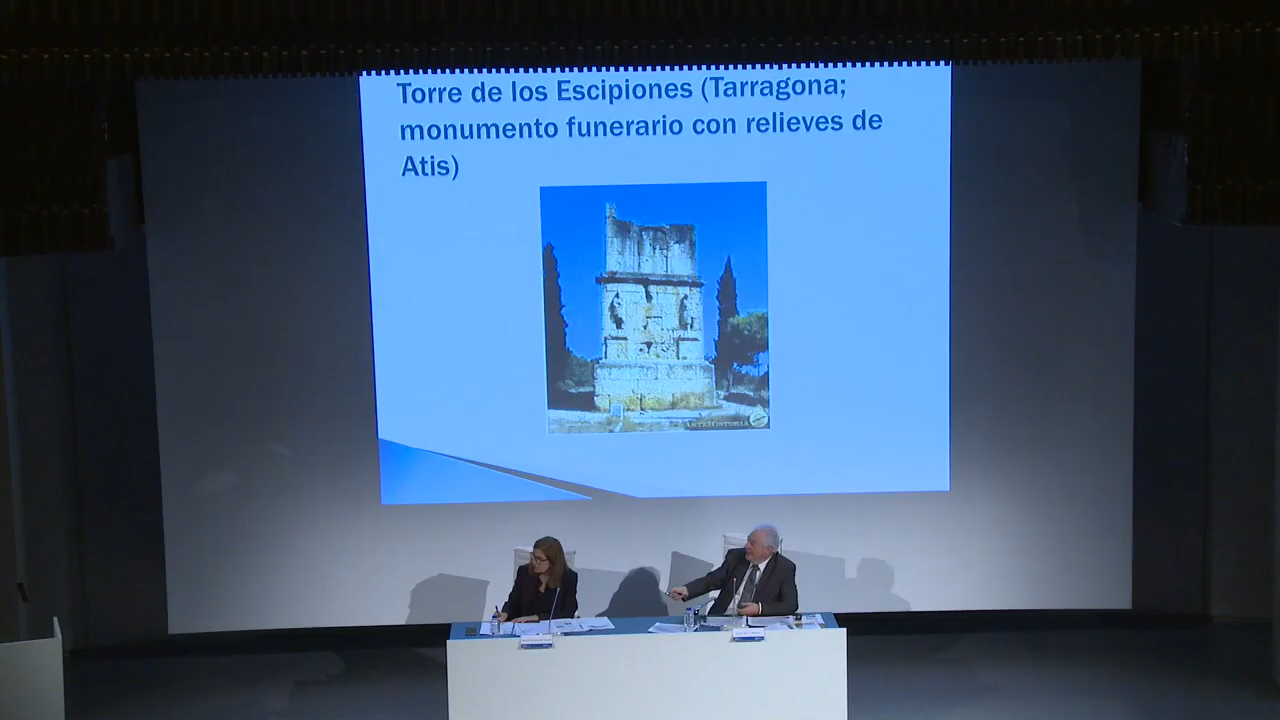 Torre de los Escipiones (Tarragona;
monumento funerario con relieves de
Atis)
ARTEHISTORIA